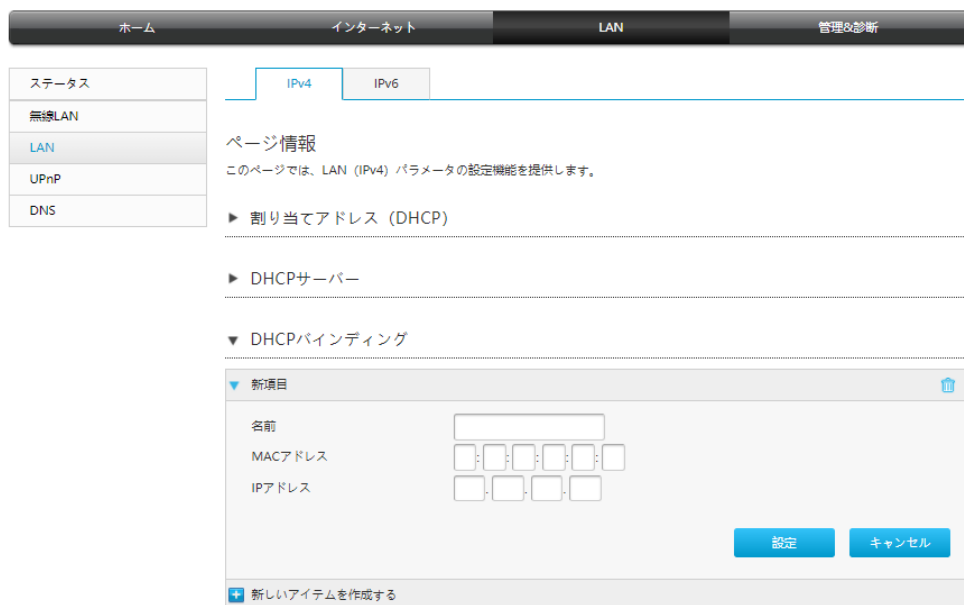 ホーム インターネット LAN 管理&診断
ステータス
無線LAN
LAN
UPnP
DNS
IPv4 IPv6
ページ情報
このページでは、LAN（IPv4）パラメータの設定機能を提供します。
割り当てアドレス（DHCP）
DHCPサーバー
DHCPバインディング
新項目
名前
MACアドレス
: : : : :
IPアドレス
. . .
設定 キャンセル
新しいアイテムを作成する